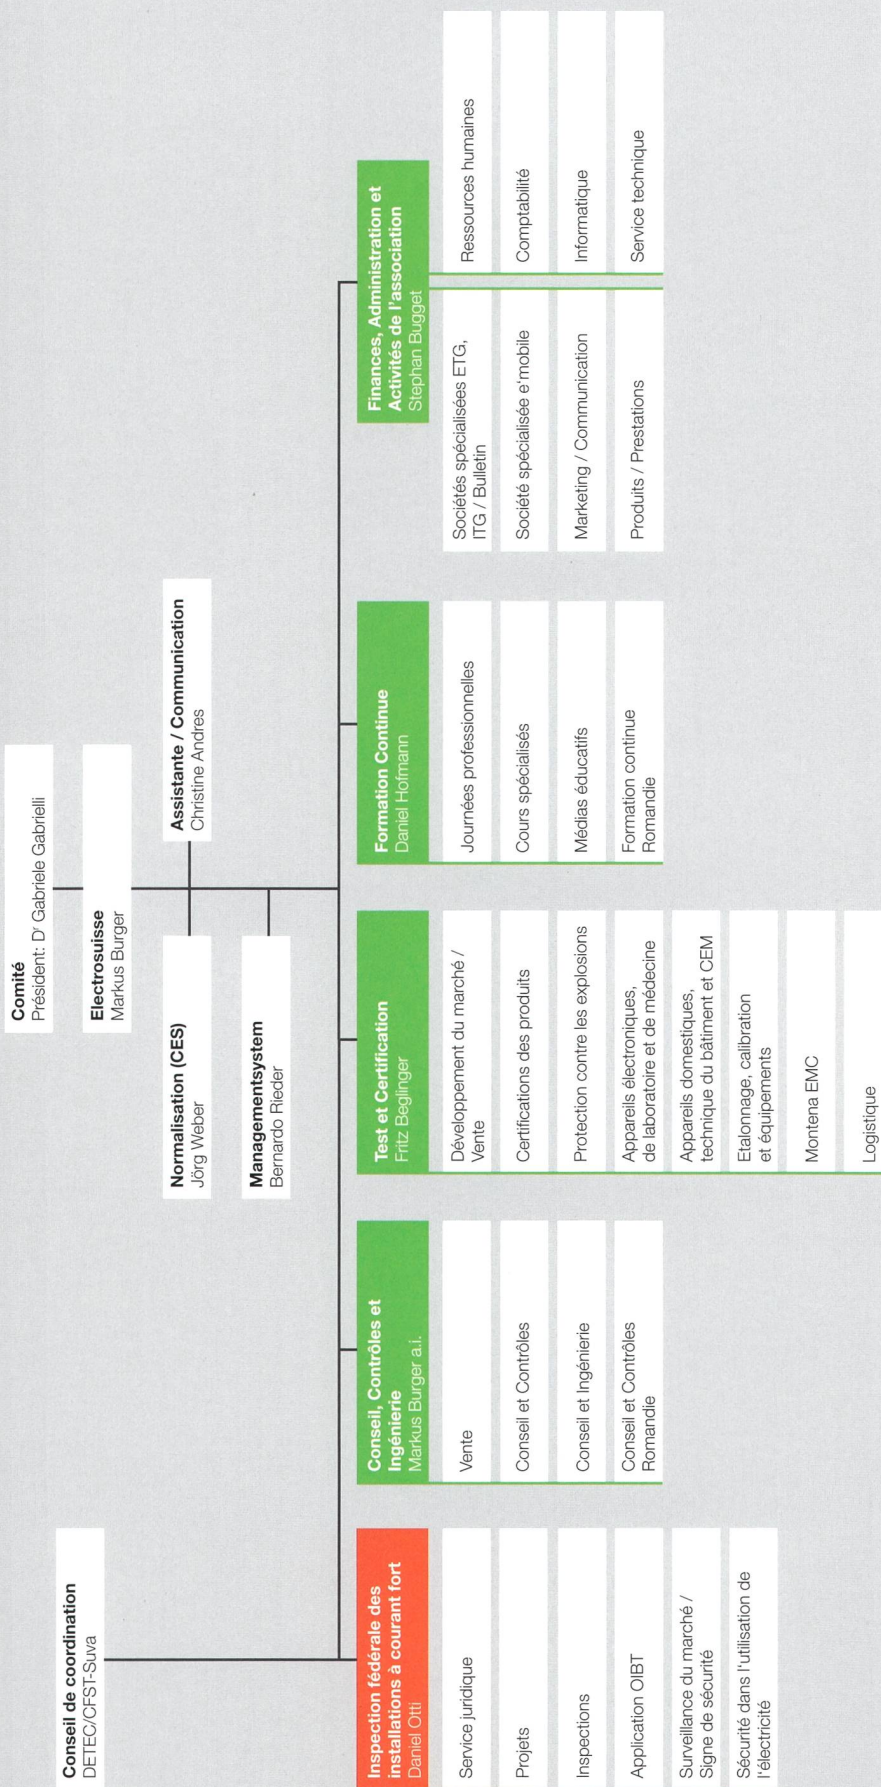 Comité
Président: Dr Gabriele Gabrielli
Electrosuisse
Markus Burger
Conseil de coordination
DETEC/CFST-Suva
Normalisation (CES)
Jörg Weber
Assistante / Communication
Christine Andres
Managementsystem
Bernardo Rieder
Inspection fédérale des
installations à courant fort
Daniel Otti
Service juridique
Projets
Inspections
Application OIBT
Surveillance du marché /
Signe de sécurité
Sécurité dans l'utilisation de
l'électricité
Conseil, Contrôles et
Ingénierie
Markus Burger a.i.
Vente
Conseil et Contrôles
Conseil et Ingénierie
Conseil et Contrôles
Romandie
Test et Certification
Fritz Beglinger
Développement du marché /
Vente
Certifications des produits
Protection contre les explosions
Appareils électroniques,
de laboratoire et de médecine
Appareils domestiques,
technique du bâtiment et CEM
Etalonnage, calibration
et équipements
Montena EMC
Logistique
Formation Continue
Daniel Hofmann
Journées professionnelles
Cours spécialisés
Médias éducatifs
Formation continue
Romandie
Finances, Administration et
Activités de l'association
Stephan Bugget
Sociétés spécialisées ETG,
ITG / Bulletin
Société spécialisée e'mobile
Marketing / Communication
Produits / Prestations
Ressources humaines
Comptabilité
Informatique
Service technique